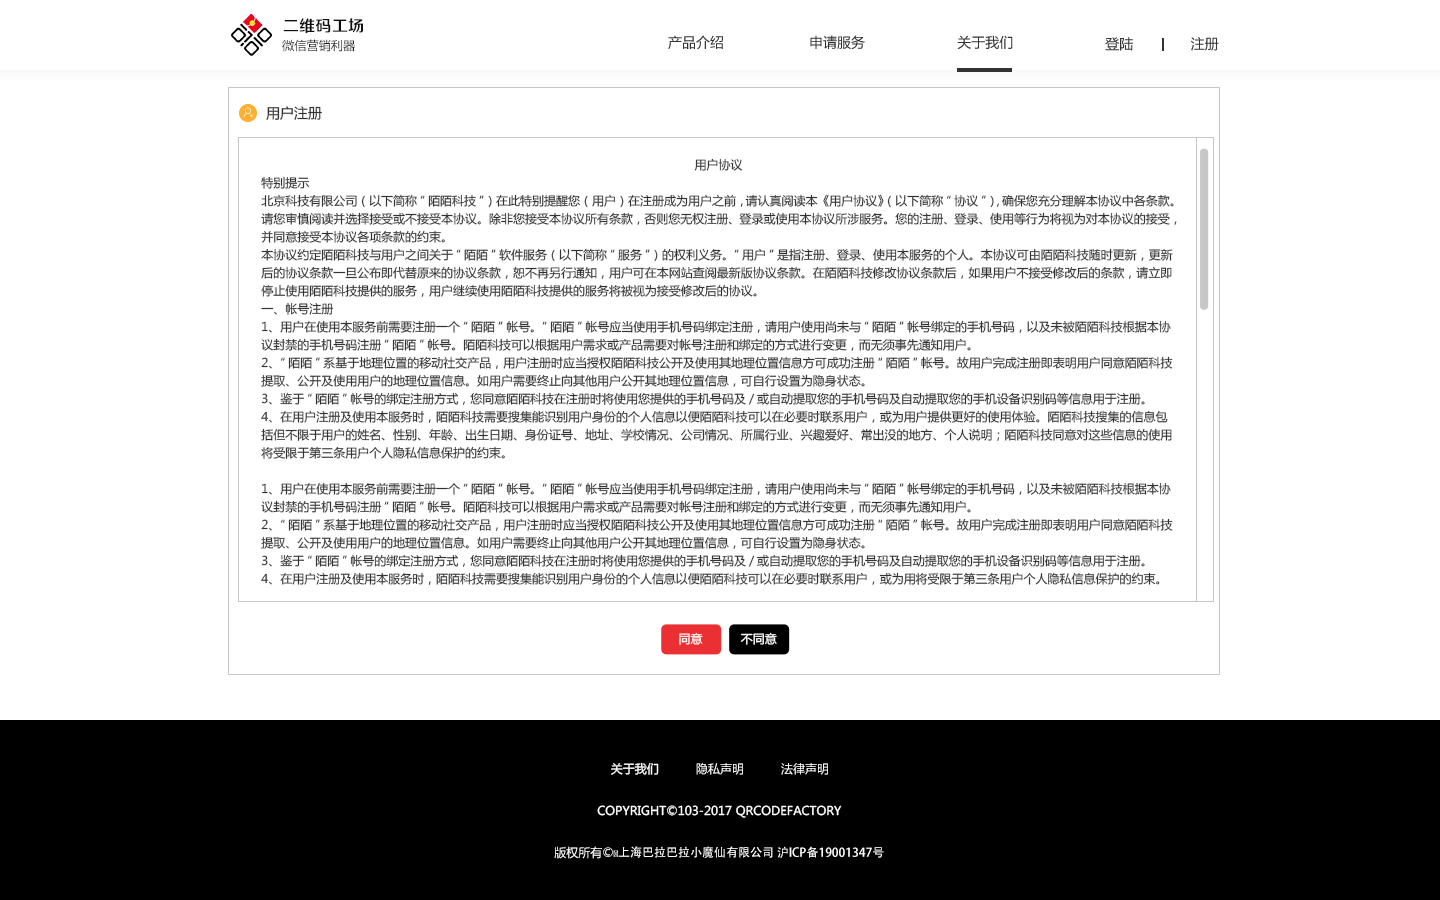 二维码工场
微信营销利器
产品介绍
申请服务
关于我们
登陆
注册
用户注册
用户协议
特别提示
北京科技有限公司（以下简称“陌陌科技”）在此特别提醒您（用户）在注册成为用户之前，请认真阅读本《用户协议》（以下简称“协议”），确保您充分理解本协议中各条款。
请您审慎阅读并选择接受或不接受本协议。除非您接受本协议所有条款，否则您无权注册、登录或使用本协议所涉服务。您的注册、登录、使用等行为将视为对本协议的接受，
并同意接受本协议各项条款的约束。
本协议约定陌陌科技与用户之间关于“陌陌”软件服务（以下简称“服务”）的权利义务。“用户”是指注册、登录、使用本服务的个人。本协议可由陌陌科技随时更新，更新
后的协议条款一旦公布即代替原来的协议条款，恕不再另行通知，用户可在本网站查阅最新版协议条款。在陌陌科技修改协议条款后，如果用户不接受修改后的条款，请立即
停止使用陌陌科技提供的服务，用户继续使用陌陌科技提供的服务将被视为接受修改后的协议。
一、帐号注册
1、用户在使用本服务前需要注册一个“陌陌”帐号。“陌陌”帐号应当使用手机号码绑定注册，请用户使用尚未与“陌陌”帐号绑定的手机号码，以及未被陌陌科技根据本协
议封禁的手机号码注册“陌陌”帐号。陌陌科技可以根据用户需求或产品需要对帐号注册和绑定的方式进行变更，而无须事先通知用户。
2、“陌陌”系基于地理位置的移动社交产品，用户注册时应当授权陌陌科技公开及使用其地理位置信息方可成功注册“陌陌”帐号。故用户完成注册即表明用户同意陌陌科技
提取、公开及使用用户的地理位置信息。如用户需要终止向其他用户公开其地理位置信息，可自行设置为隐身状态。
3、鉴于“陌陌”帐号的绑定注册方式，您同意陌陌科技在注册时将使用您提供的手机号码及/或自动提取您的手机号码及自动提取您的手机设备识别码等信息用于注册。
4、在用户注册及使用本服务时，陌陌科技需要搜集能识别用户身份的个人信息以便陌陌科技可以在必要时联系用户，或为用户提供更好的使用体验。陌陌科技搜集的信息包
括但不限于用户的姓名、性别、年龄、出生日期、身份证号、地址、学校情况、公司情况、所属行业、兴趣爱好、常出没的地方、个人说明；陌陌科技同意对这些信息的使用
将受限于第三条用户个人隐私信息保护的约束。
1、用户在使用本服务前需要注册一个“陌陌”帐号。“陌陌”帐号应当使用手机号码绑定注册，请用户使用尚未与“陌陌”帐号绑定的手机号码，以及未被陌陌科技根据本协
议封禁的手机号码注册“陌陌”帐号。陌陌科技可以根据用户需求或产品需要对帐号注册和绑定的方式进行变更，而无须事先通知用户。
2、“陌陌”系基于地理位置的移动社交产品，用户注册时应当授权陌陌科技公开及使用其地理位置信息方可成功注册“陌陌”帐号。故用户完成注册即表明用户同意陌陌科技
提取、公开及使用用户的地理位置信息。如用户需要终止向其他用户公开其地理位置信息，可自行设置为隐身状态。
3、鉴于“陌陌”帐号的绑定注册方式，您同意陌陌科技在注册时将使用您提供的手机号码及/或自动提取您的手机号码及自动提取您的手机设备识别码等信息用于注册。
4、在用户注册及使用本服务时，陌陌科技需要搜集能识别用户身份的个人信息以便陌陌科技可以在必要时联系用户，或为用将受限于第三条用户个人隐私信息保护的约束。
同意
不同意
关于我们
隐私声明
法律声明
COPYRIGHT©103-2017 QRCODEFACTORY
版权所有©上海巴拉巴拉小魔仙有限公司 沪ICP备19001347号